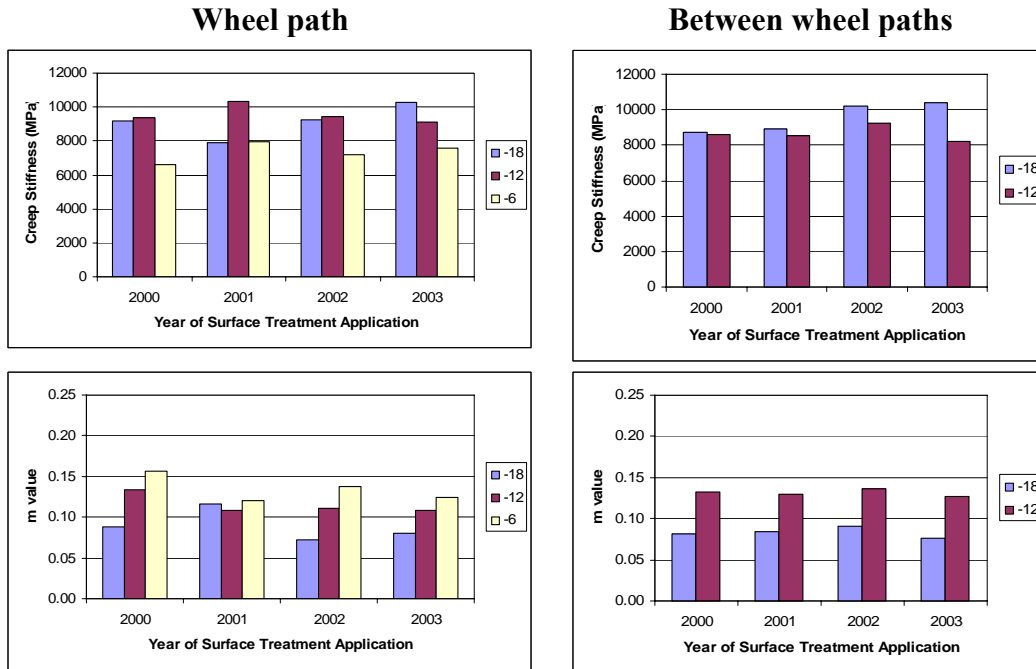 Wheel path
Between wheel paths
12000
10000
8000
6000
4000
2000
0
Creep Stiffness (MPa)
2000 2001 2002 2003
Year of Surface Treatment Application
-18
-12
-6
12000
10000
8000
6000
4000
2000
0
Creep Stiffness (MPa)
2000 2001 2002 2003
Year of Surface Treatment Application
-18
-12
0.25
0.20
0.15
0.10
0.05
0.00
m value
2000 2001 2002 2003
Year of Surface Treatment Application
-18
-12
-6
0.25
0.20
0.15
0.10
0.05
0.00
m value
2000 2001 2002 2003
Year of Surface Treatment Application
-18
-12